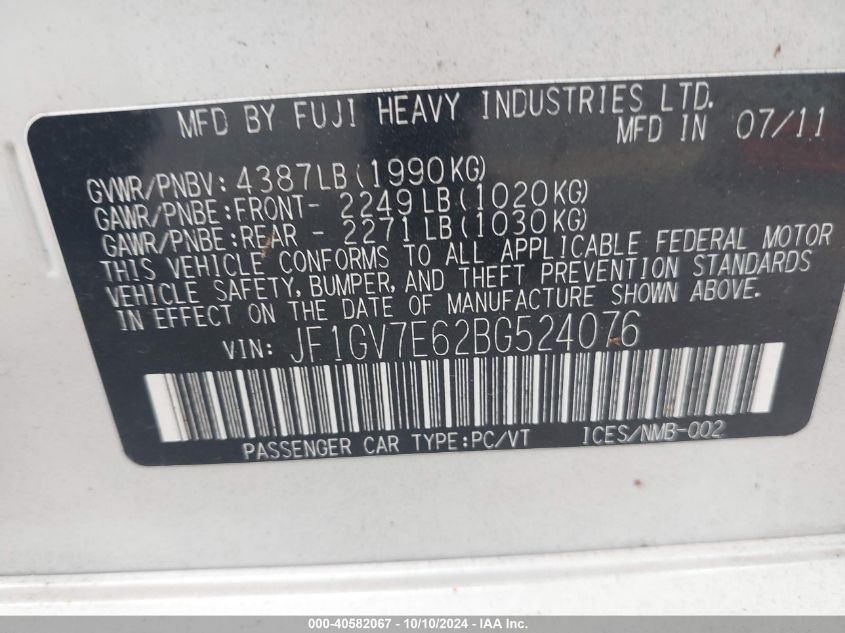 MFD BY FUJI HEAVY INDUSTRIES LTD.
MFD IN 07/11
GVWR/PNBV: 4387LB(1990KG)
GAWR/PNBE:FRONT- 2249LB(1020KG)
GAWR/PNBE:REAR - 2271LB(1030KG)
THIS VEHICLE CONFORMS TO ALL APPLICABLE FEDERAL MOTOR
VEHICLE SAFETY, BUMPER, AND THEFT PREVENTION STANDARDS
IN EFFECT ON THE DATE OF MANUFACTURE SHOWN ABOVE.
VIN: JF1GV7E62BG524076
PASSENGER CAR TYPE:PC/VT ICES/NMB-002
000-40582067 - 10/10/2024 - IAA Inc.